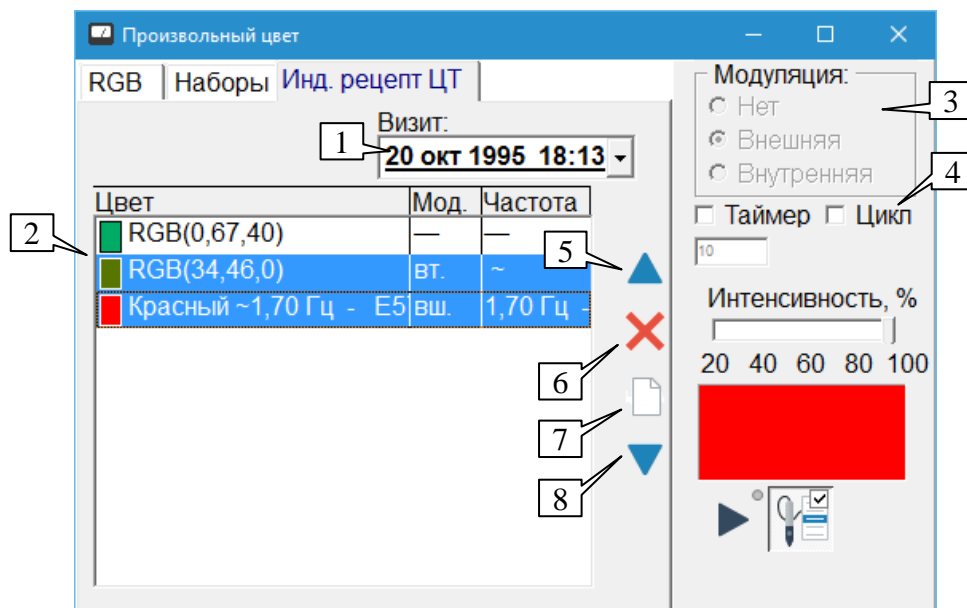 Произвольный цвет
RGB Наборы Инд. рецепт ЦТ
Визит:
20 окт 1995 18:13
Цвет Мод. Частота
RGB(0,67,40) — —
RGB(34,46,0) вт. ~
Красный ~1,70 Гц - E5 вш. 1,70 Гц -
Модуляция:
Нет
Внешняя
Внутренняя
Таймер Цикл
10
Интенсивность, %
20 40 60 80 100
1
2
3
4
5
6
7
8